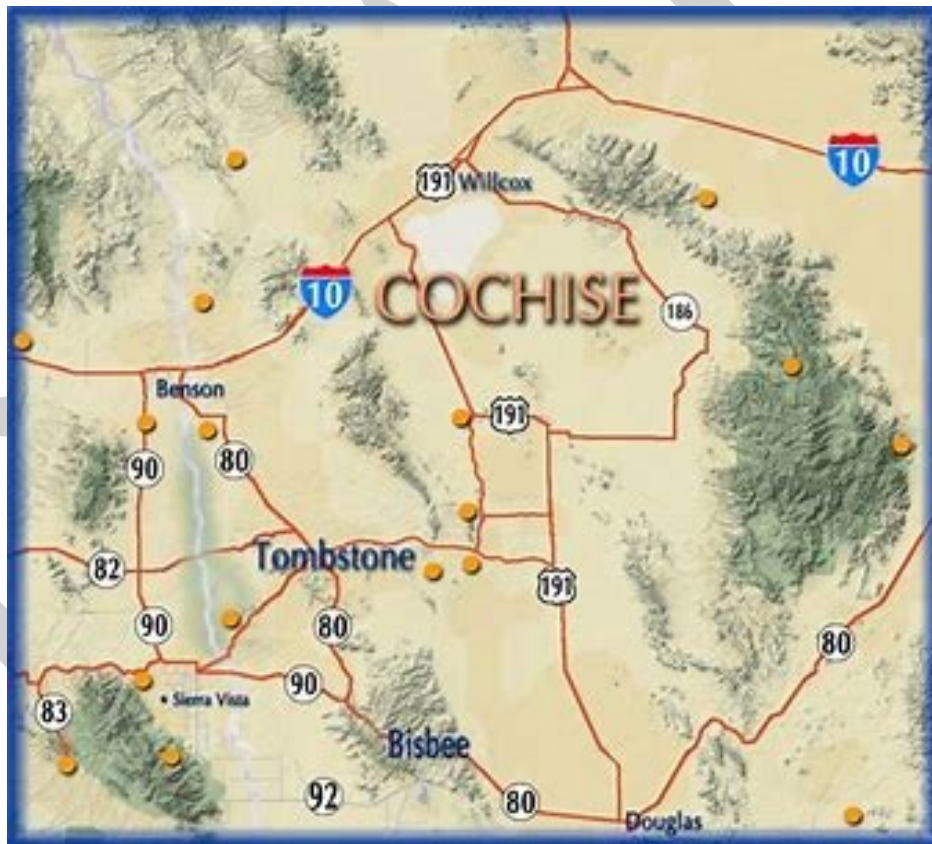 10
191 Willcox
10
COCHISE
186
Benson
191
90
80
Tombstone
82
191
90
80
80
90
Sierra Vista
83
Bisbee
92
80
Douglas